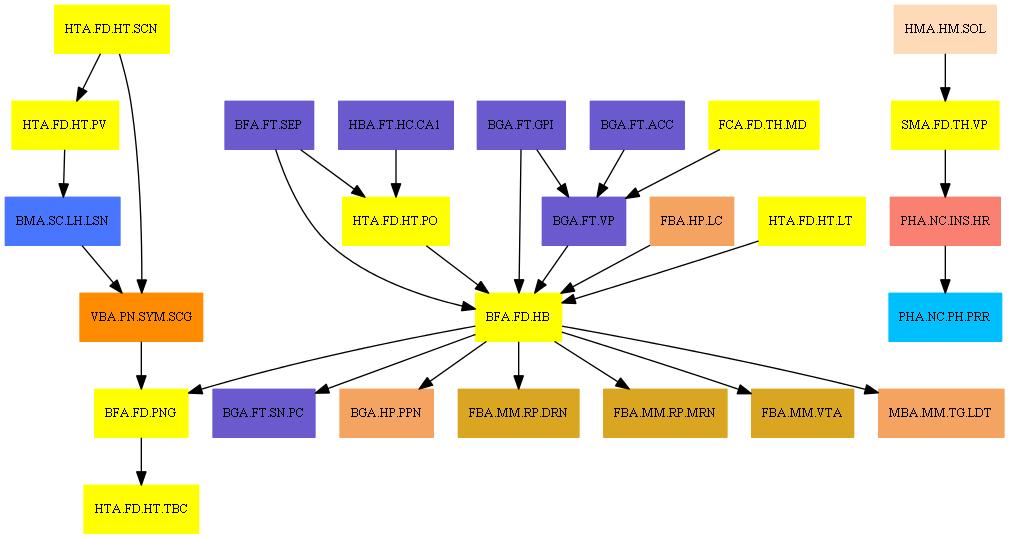 HTA.FD.HT.SCN
HMA.HM.SOL
HTA.FD.HT.PV
BFA.FT.SEP
HBA.FT.HC.CA1
BGA.FT.GPI
BGA.FT.ACC
FCA.FD.TH.MD
SMA.FD.TH.VP
BMA.SC.LH.LSN
HTA.FD.HT.PO
BGA.FT.VP
FBA.HP.LC
HTA.FD.HT.LT
PHA.NC.INS.HR
VBA.PN.SYM.SCG
BFA.FD.HB
PHA.NC.PH.PRR
BFA.FD.PNG
BGA.FT.SN.PC
BGA.HP.PPN
FBA.MM.RP.DRN
FBA.MM.RP.MRN
FBA.MM.VTA
MBA.MM.TG.LDT
HTA.FD.HT.TBC